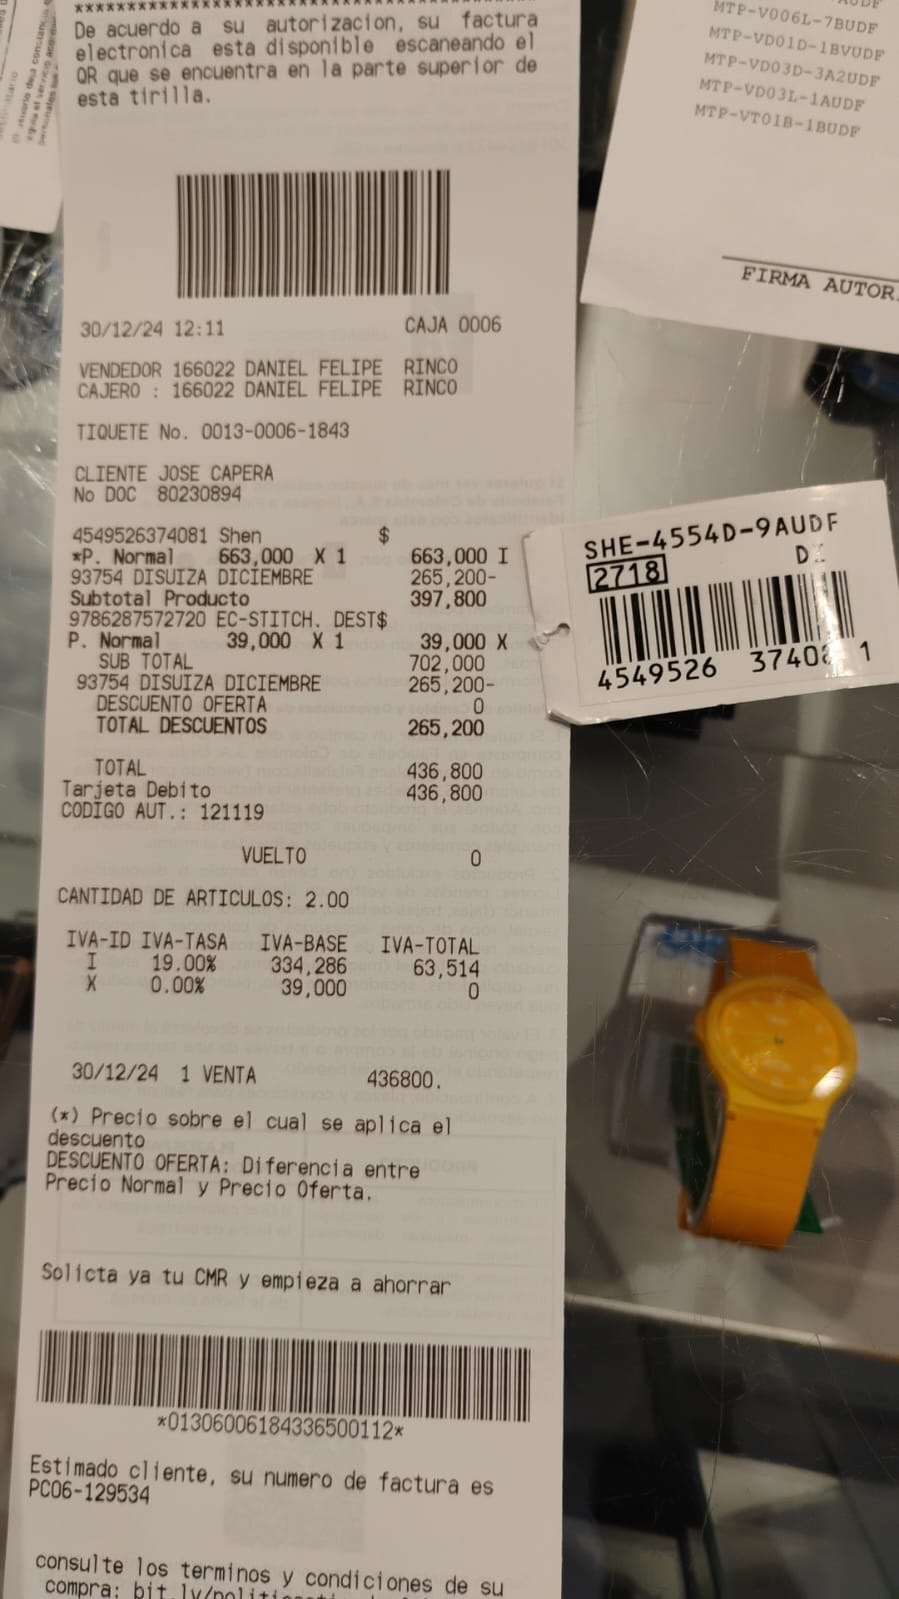 ********************************************
De acuerdo a su autorizacion, su factura
electronica esta disponible escaneando el
QR que se encuentra en la parte superior de
esta tirilla.
30/12/24 12:11 CAJA 0006
VENDEDOR 166022 DANIEL FELIPE RINCO
CAJERO : 166022 DANIEL FELIPE RINCO
TIQUETE No. 0013-0006-1843
CLIENTE JOSE CAPERA
No DOC 80230894
4549526374081 Shen $
*P. Normal 663,000 X 1 663,000 I
93754 DISUIZA DICIEMBRE 265,200-
Subtotal Producto 397,800
9786287572720 EC-STITCH. DEST$
P. Normal 39,000 X 1 39,000 X
SUB TOTAL 702,000
93754 DISUIZA DICIEMBRE 265,200-
DESCUENTO OFERTA 0
TOTAL DESCUENTOS 265,200
TOTAL 436,800
Tarjeta Debito 436,800
CODIGO AUT.: 121119
VUELTO 0
CANTIDAD DE ARTICULOS: 2.00
IVA-ID IVA-TASA IVA-BASE IVA-TOTAL
I 19.00% 334,286 63,514
X 0.00% 39,000 0
30/12/24 1 VENTA 436800.
(*) Precio sobre el cual se aplica el
descuento
DESCUENTO OFERTA: Diferencia entre
Precio Normal y Precio Oferta.
Solicta ya tu CMR y empieza a ahorrar
*01306006184336500112*
Estimado cliente, su numero de factura es
PC06-129534
consulte los terminos y condiciones de su
compra:
MTP-V006L-7BUDF
MTP-VD01D-1BVUDF
MTP-VD03D-3A2UDF
MTP-VD03L-1AUDF
MTP-VT01B-1BUDF
FIRMA
SHE-4554D-9AUDF
2718
4549526 37408 1